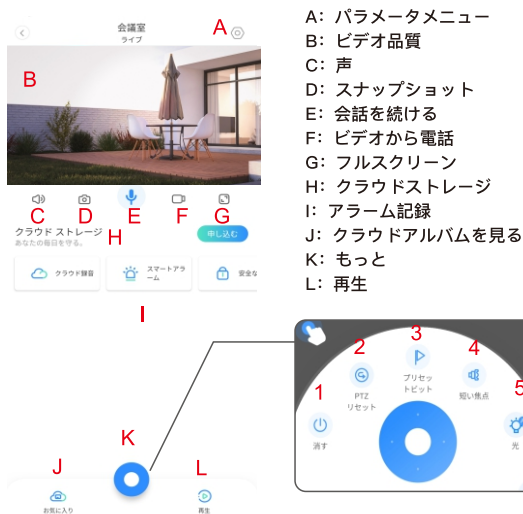 会議室
ライブ
A
B
C
D
E
F
G
クラウド ストレージ
H
あなたの毎日を守る。
申し込む
クラウド録音
スマートアラ
ーム
安全な
I
K
J
L
お気に入り
再生
A: パラメータメニュー
B: ビデオ品質
C: 声
D: スナップショット
E: 会話を続ける
F: ビデオから電話
G: フルスクリーン
H: クラウドストレージ
I: アラーム記録
J: クラウドアルバムを見る
K: もっと
L: 再生
1
消す
2
PTZ
リセット
3
プリセッ
トビット
4
短い焦点
5
光